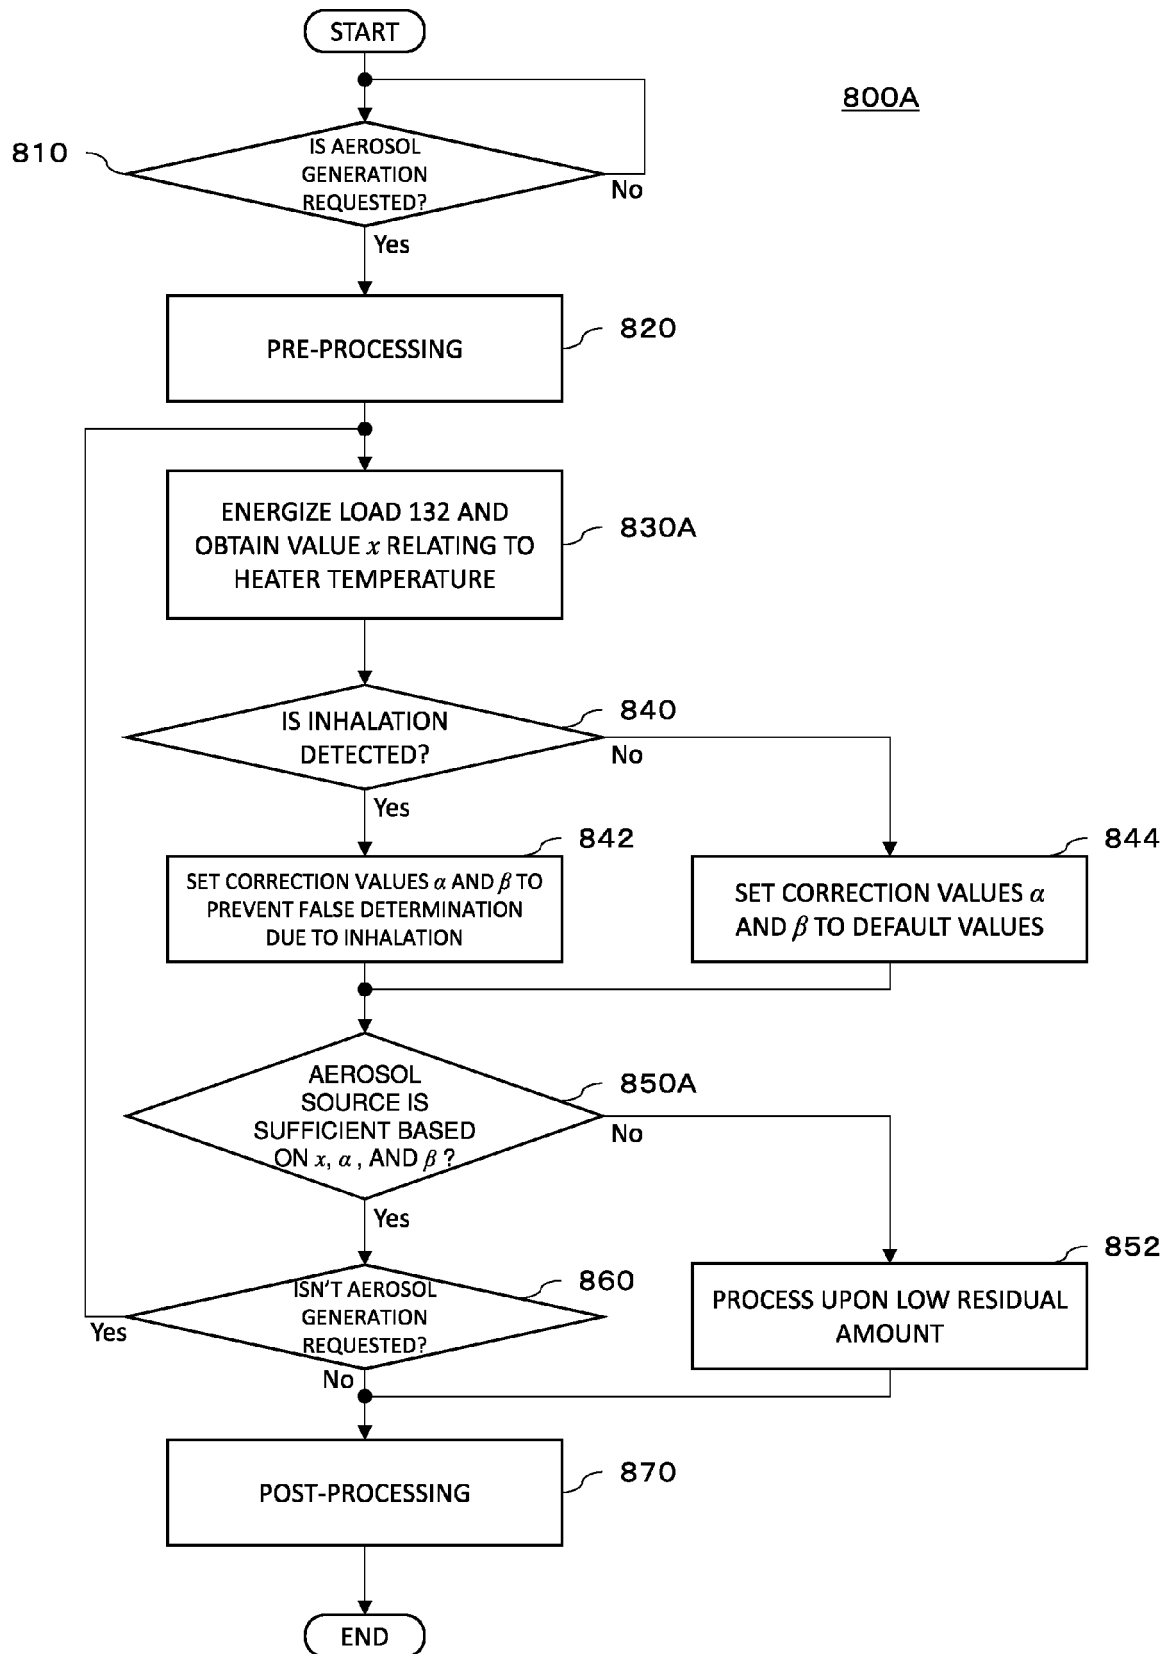 START
800A
810
IS AEROSOL
GENERATION
REQUESTED?
No
Yes
PRE-PROCESSING
820
ENERGIZE LOAD 132 AND
OBTAIN VALUE x RELATING TO
HEATER TEMPERATURE
830A
IS INHALATION
DETECTED?
840
No
Yes
842
SET CORRECTION VALUES α AND β TO
PREVENT FALSE DETERMINATION
DUE TO INHALATION
844
SET CORRECTION VALUES α
AND β TO DEFAULT VALUES
AEROSOL
SOURCE IS
SUFFICIENT BASED
ON x, α, AND β?
850A
No
Yes
852
PROCESS UPON LOW RESIDUAL
AMOUNT
ISN'T AEROSOL
GENERATION
REQUESTED?
860
Yes
No
POST-PROCESSING
870
END